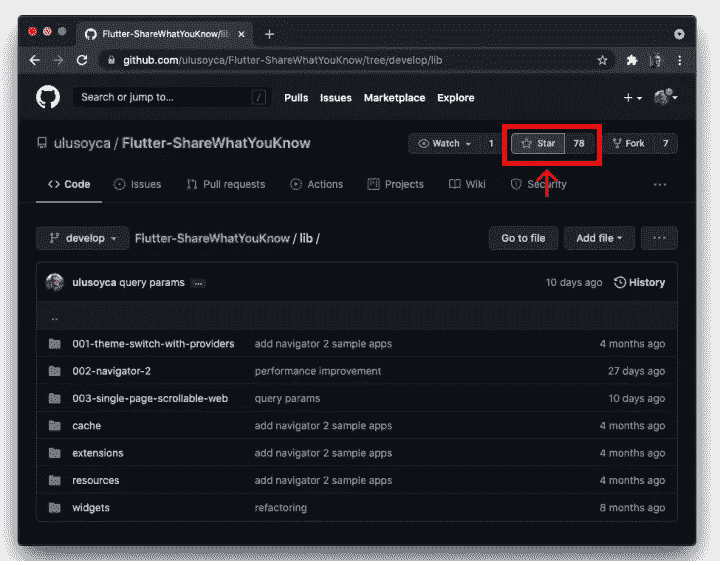 Flutter-ShareWhatYouKnow/lib
github.com/ulusoyca/Flutter-ShareWhatYouKnow/tree/develop/lib
Search or jump to... /
Pulls Issues Marketplace Explore
ulusoyca / Flutter-ShareWhatYouKnow
Watch 1 Star 78 Fork 7
Code Issues Pull requests Actions Projects Wiki Security ...
develop Flutter-ShareWhatYouKnow / lib / Go to file Add file ...
ulusoyca query params ... 10 days ago History
..
001-theme-switch-with-providers add navigator 2 sample apps 4 months ago
002-navigator-2 performance improvement 27 days ago
003-single-page-scrollable-web query params 10 days ago
cache add navigator 2 sample apps 4 months ago
extensions add navigator 2 sample apps 4 months ago
resources add navigator 2 sample apps 4 months ago
widgets refactoring 8 months ago